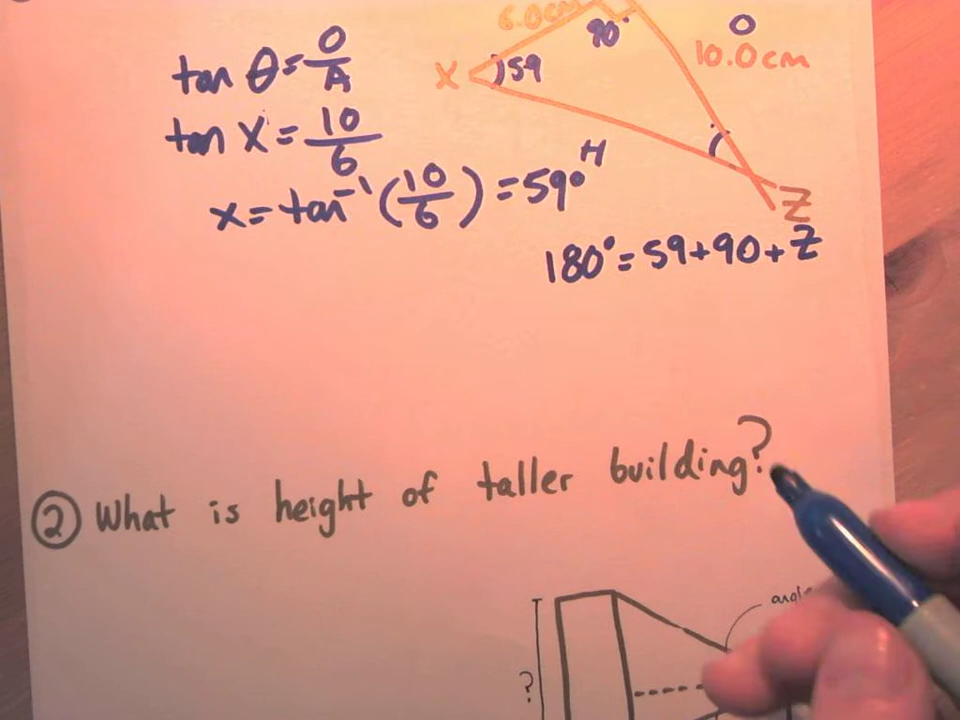 6.0cm
90°
O
10.0cm
X
59
H
Z
tan θ = O/A
tan X = 10/6
x = tan⁻¹(10/6) = 59°
180° = 59 + 90 + Z
② What is height of taller building?
?